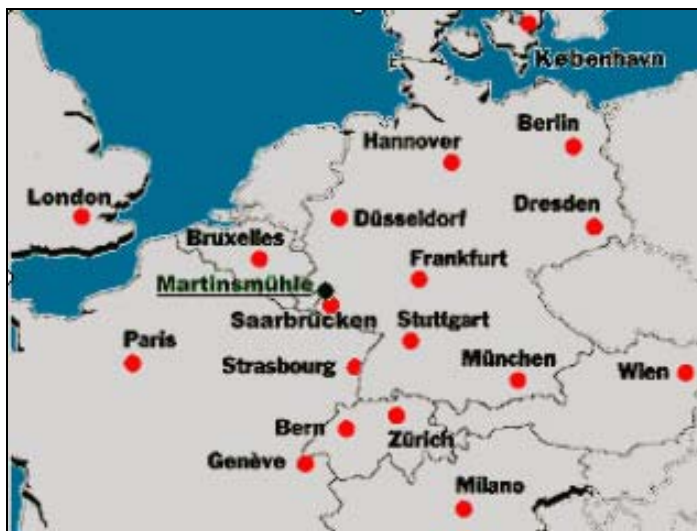 København
Berlin
Hannover
London
Düsseldorf
Dresden
Bruxelles
Frankfurt
Martinsmühle
Saarbrücken
Stuttgart
Paris
Strasbourg
München
Wien
Bern
Zürich
Genève
Milano